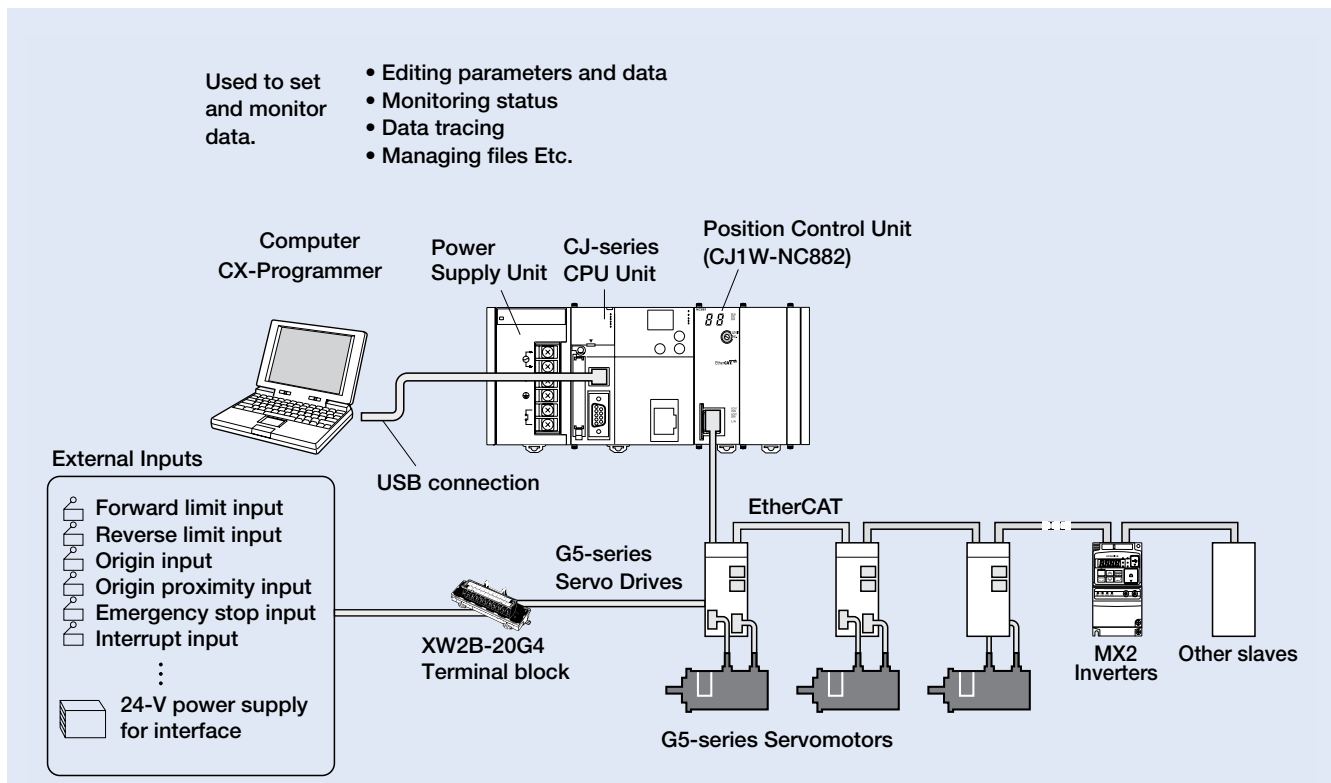 Used to set
and monitor
data.
• Editing parameters and data
• Monitoring status
• Data tracing
• Managing files Etc.
Computer
CX-Programmer
Power
Supply Unit
CJ-series
CPU Unit
Position Control Unit
(CJ1W-NC882)
EtherCAT
USB connection
External Inputs
Forward limit input
Reverse limit input
Origin input
Origin proximity input
Emergency stop input
Interrupt input
24-V power supply
for interface
XW2B-20G4
Terminal block
G5-series
Servo Drives
EtherCAT
MX2
Inverters
Other slaves
G5-series Servomotors